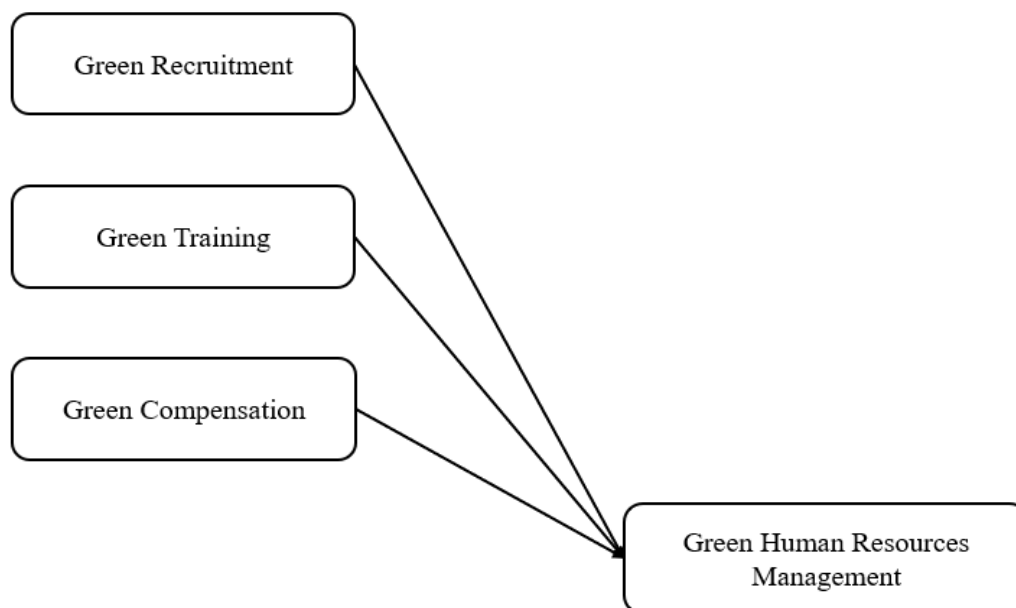 Green Recruitment
Green Training
Green Compensation
Green Human Resources
Management